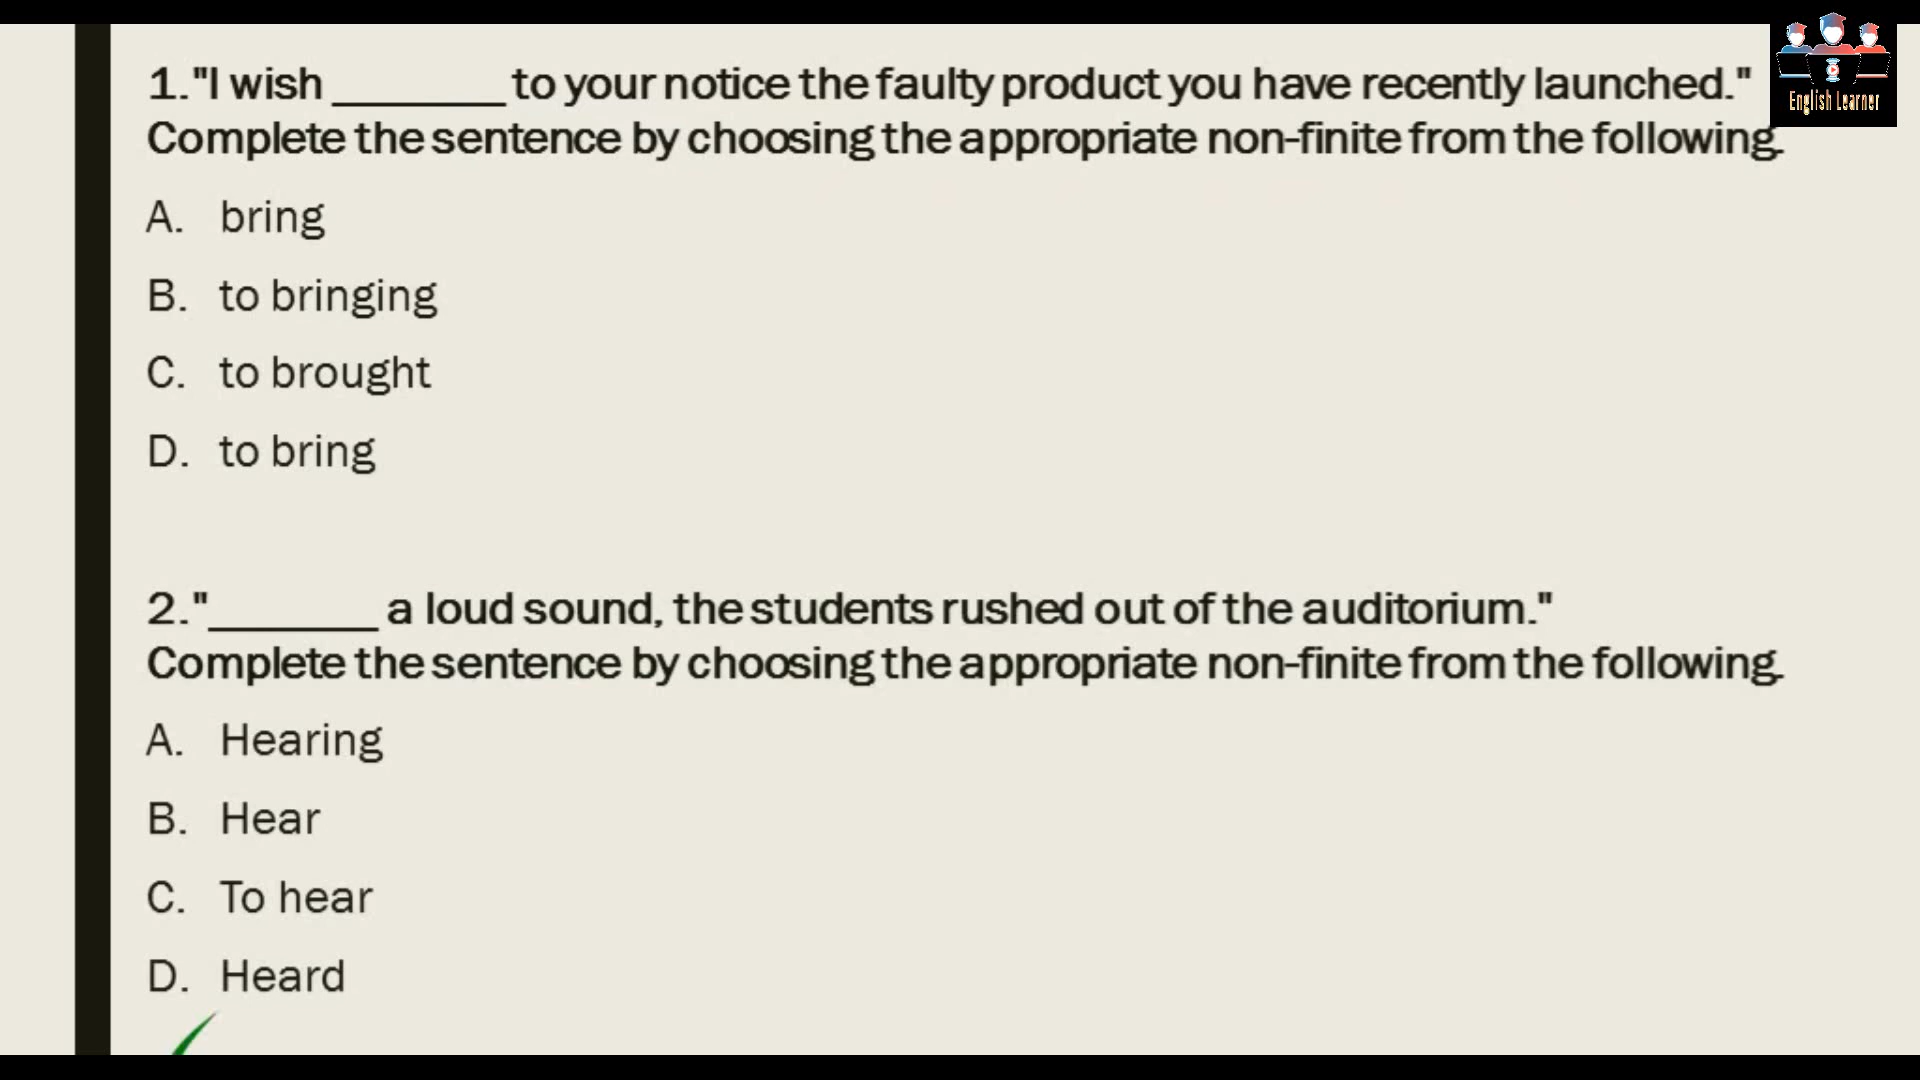 1."I wish ________ to your notice the faulty product you have recently launched."
Complete the sentence by choosing the appropriate non-finite from the following.
A. bring
B. to bringing
C. to brought
D. to bring
2."________ a loud sound, the students rushed out of the auditorium."
Complete the sentence by choosing the appropriate non-finite from the following.
A. Hearing
B. Hear
C. To hear
D. Heard
English Learner